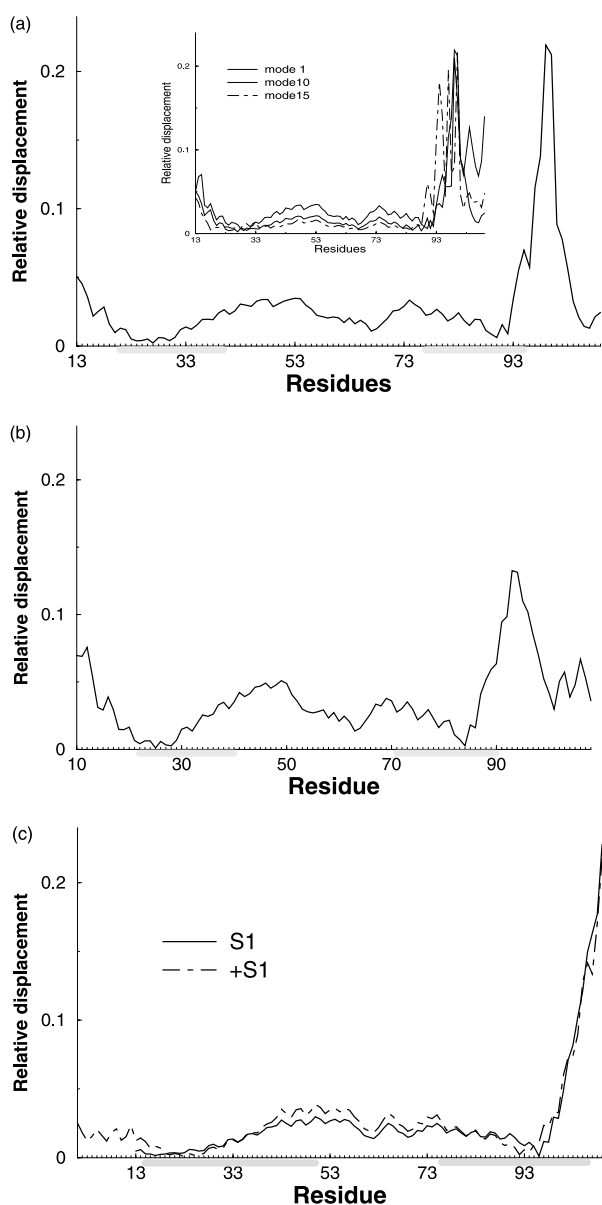 (a)
Relative displacement
0.2
0.1
0
13 33 53 73 93
Residues
Relative displacement
0.2
0.1
0
13 33 53 73 93
Residues
mode 1
mode10
mode15
(b)
Relative displacement
0.2
0.1
0
10 30 50 70 90
Residue
(c)
Relative displacement
0.2
0.1
0
13 33 53 73 93
Residue
S1
+S1